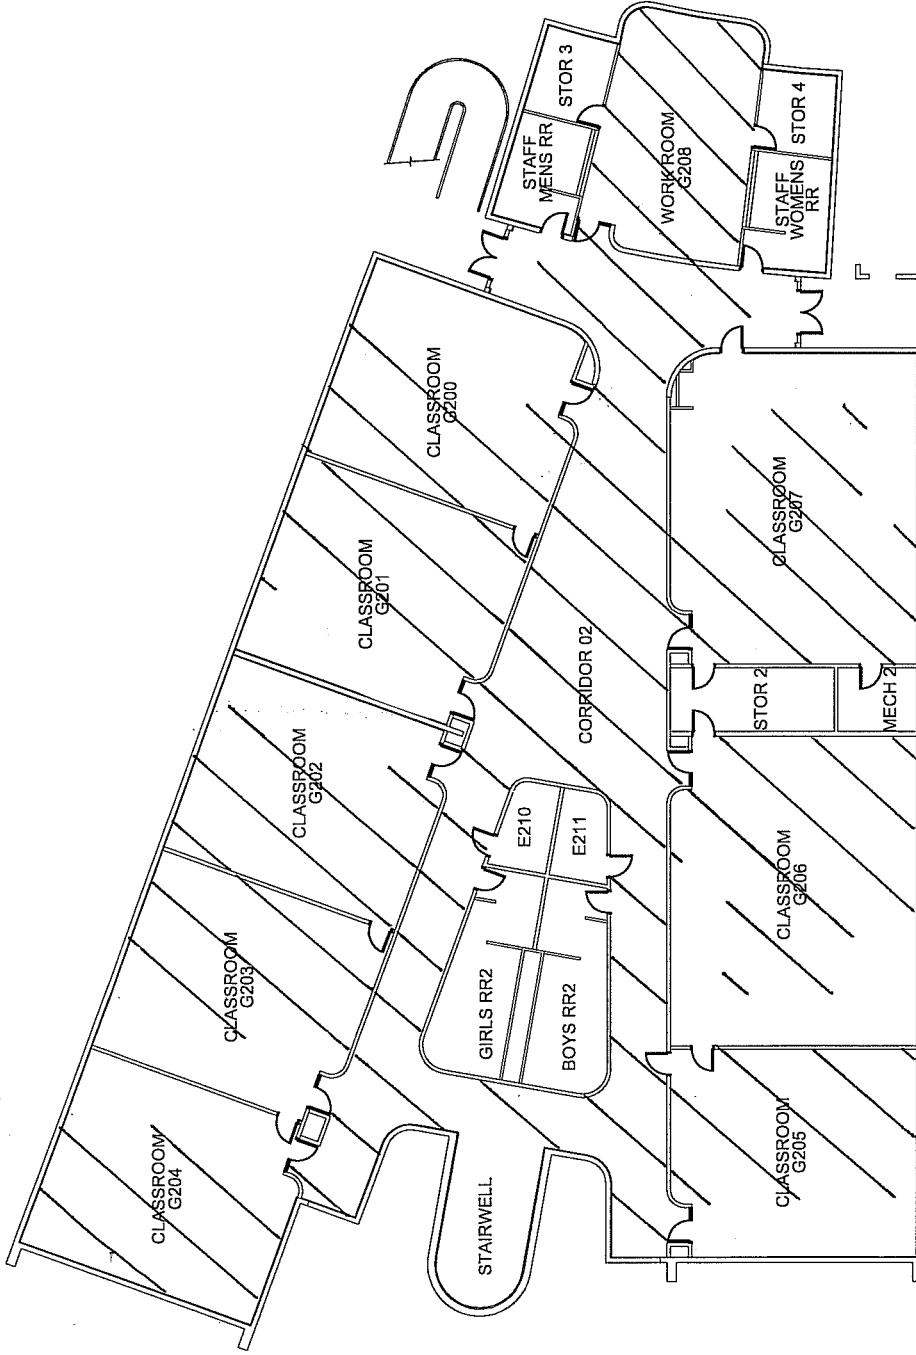 STOR 3
STAFF
MENS RR
WORK ROOM
G208
STOR 4
STAFF
WOMENS
RR
CLASSROOM
G200
CLASSROOM
G201
CLASSROOM
G202
CLASSROOM
G203
CLASSROOM
G204
CORRIDOR 02
E210
E211
GIRLS RR2
BOYS RR2
STAIRWELL
CLASSROOM
G207
STOR 2
MECH 2
CLASSROOM
G206
CLASSROOM
G205